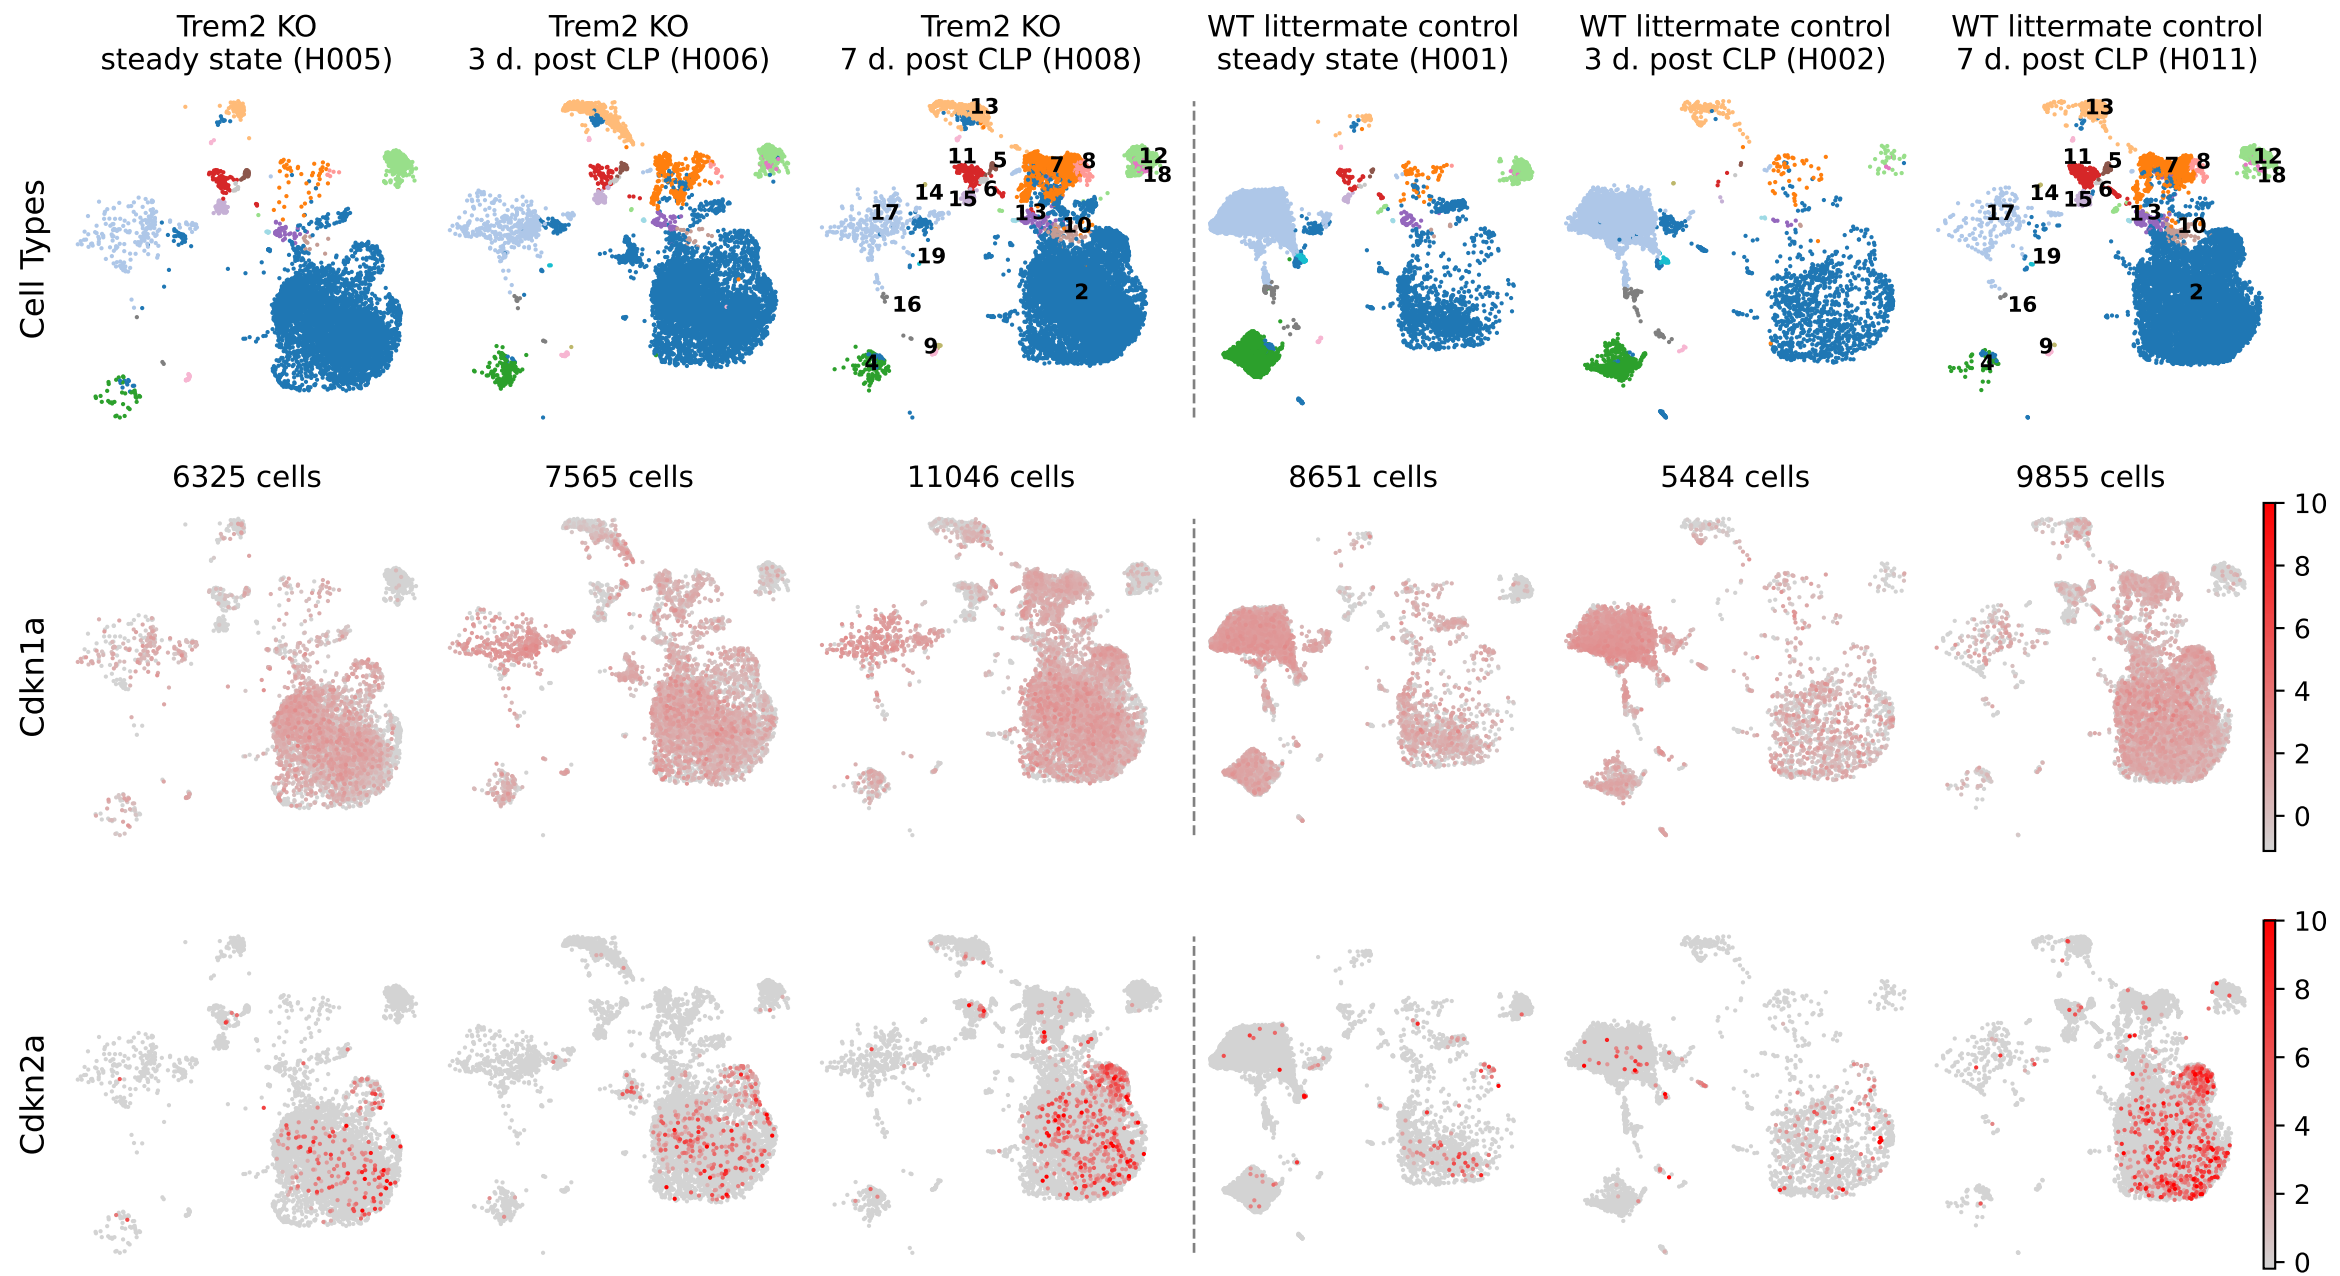 Trem2 KO
steady state (H005)
Trem2 KO
3 d. post CLP (H006)
Trem2 KO
7 d. post CLP (H008)
WT littermate control
steady state (H001)
WT littermate control
3 d. post CLP (H002)
WT littermate control
7 d. post CLP (H011)
Cell Types
13
11
5
7
8
12
18
14
15
6
17
13
10
19
2
16
9
4
13
11
5
7
8
12
18
14
15
6
17
13
10
19
2
16
9
4
6325 cells
7565 cells
11046 cells
8651 cells
5484 cells
9855 cells
Cdkn1a
10
8
6
4
2
0
Cdkn2a
10
8
6
4
2
0